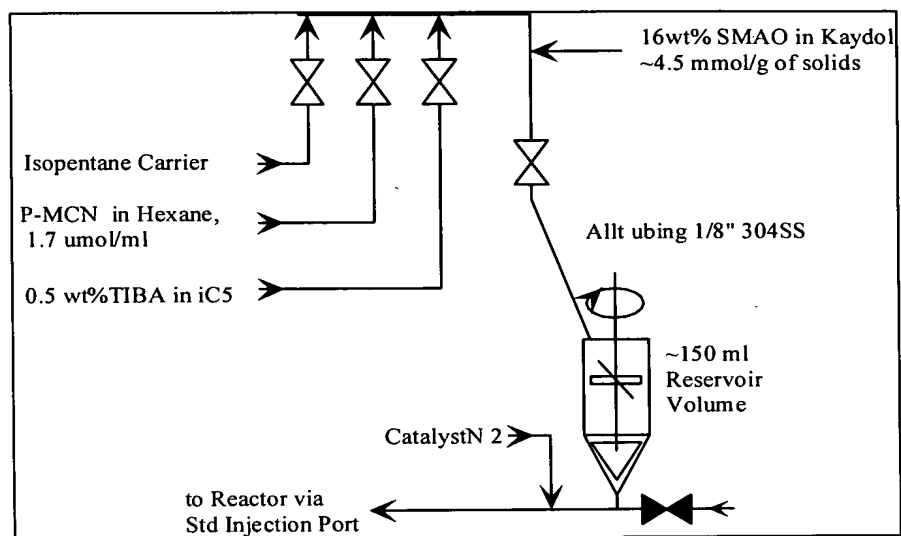 16wt% SMAO in Kaydol
~4.5 mmol/g of solids
Isopentane Carrier
P-MCN in Hexane,
1.7 umol/ml
Allt ubing 1/8" 304SS
0.5 wt%TIBA in iC5
~150 ml
Reservoir
Volume
CatalystN 2
to Reactor via
Std Injection Port